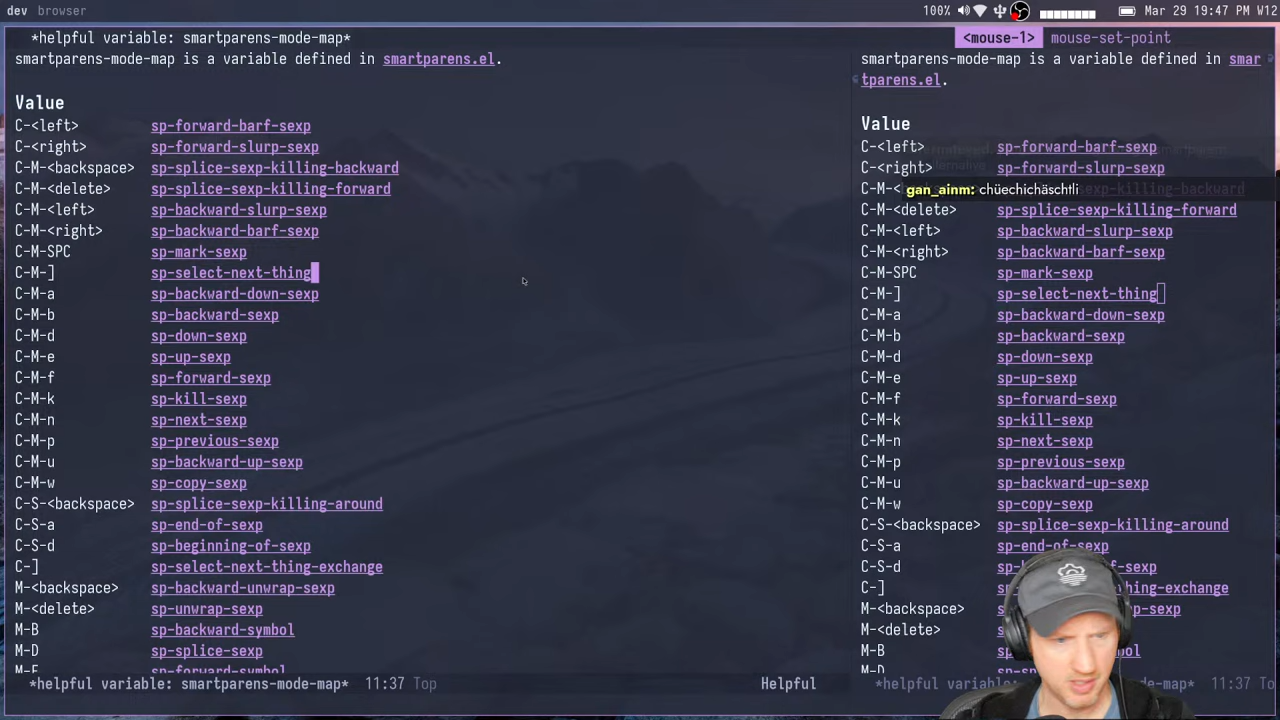 dev browser
100% Mar 29 19:47 PM W12
*helpful variable: smartparens-mode-map*
smartparens-mode-map is a variable defined in smartparens.el.
Value
C-<left> sp-forward-barf-sexp
C-<right> sp-forward-slurp-sexp
C-M-<backspace> sp-splice-sexp-killing-backward
C-M-<delete> sp-splice-sexp-killing-forward
C-M-<left> sp-backward-slurp-sexp
C-M-<right> sp-backward-barf-sexp
C-M-SPC sp-mark-sexp
C-M-] sp-select-next-thing
C-M-a sp-backward-down-sexp
C-M-b sp-backward-sexp
C-M-d sp-down-sexp
C-M-e sp-up-sexp
C-M-f sp-forward-sexp
C-M-k sp-kill-sexp
C-M-n sp-next-sexp
C-M-p sp-previous-sexp
C-M-u sp-backward-up-sexp
C-M-w sp-copy-sexp
C-S-<backspace> sp-splice-sexp-killing-around
C-S-a sp-end-of-sexp
C-S-d sp-beginning-of-sexp
C-] sp-select-next-thing-exchange
M-<backspace> sp-backward-unwrap-sexp
M-<delete> sp-unwrap-sexp
M-B sp-backward-symbol
M-D sp-splice-sexp
M-F sp-forward-symbol
*helpful variable: smartparens-mode-map* 11:37 Top Helpful
<mouse-1> mouse-set-point
smartparens-mode-map is a variable defined in smar
tparens.el.
Value
C-<left> sp-forward-barf-sexp
C-<right> sp-forward-slurp-sexp
gan_ainm: chüechichäschtli
<delete> sp-splice-sexp-killing-forward
C-M-<left> sp-backward-slurp-sexp
C-M-<right> sp-backward-barf-sexp
C-M-SPC sp-mark-sexp
C-M-] sp-select-next-thing
C-M-a sp-backward-down-sexp
C-M-b sp-backward-sexp
C-M-d sp-down-sexp
C-M-e sp-up-sexp
C-M-f sp-forward-sexp
C-M-k sp-kill-sexp
C-M-n sp-next-sexp
C-M-p sp-previous-sexp
C-M-u sp-backward-up-sexp
C-M-w sp-copy-sexp
C-S-<backspace> sp-splice-sexp-killing-around
C-S-a sp-end-of-sexp
C-S-d
C-]
M-<backspace>
M-<delete>
M-B
M-D
11:37